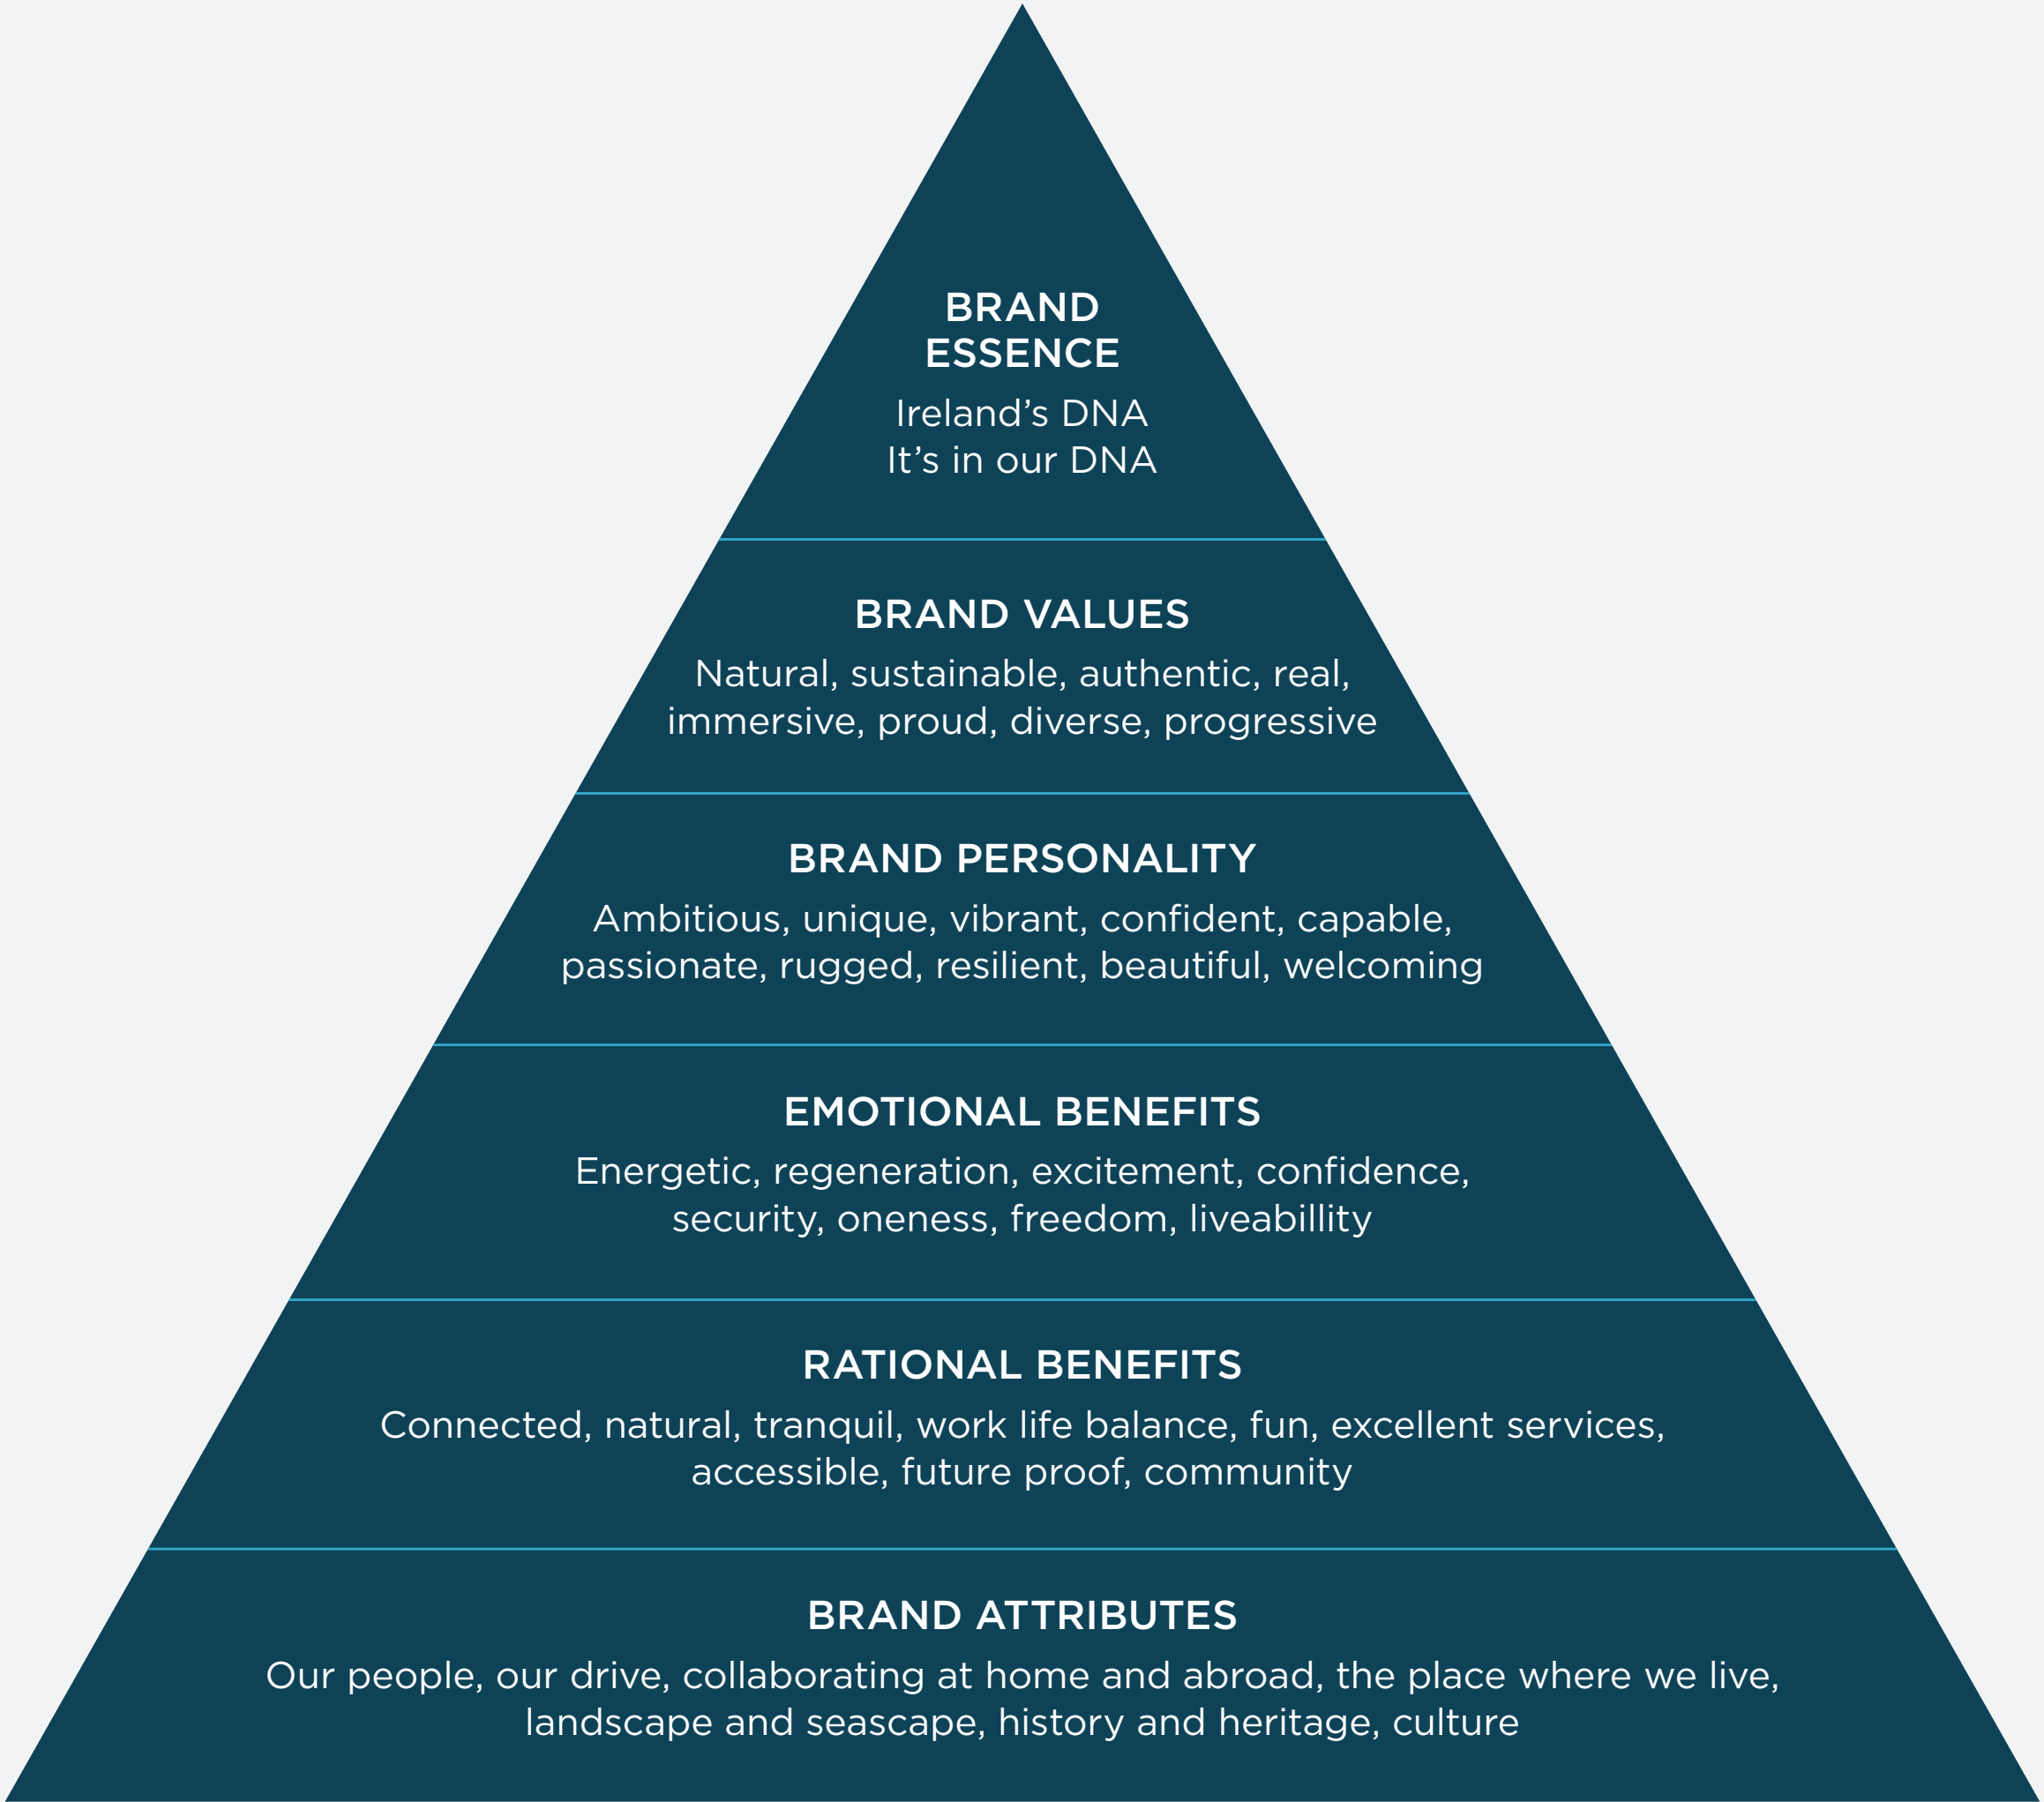 BRAND
ESSENCE
Ireland’s DNA
It’s in our DNA
BRAND VALUES
Natural, sustainable, authentic, real,
immersive, proud, diverse, progressive
BRAND PERSONALITY
Ambitious, unique, vibrant, confident, capable,
passionate, rugged, resilient, beautiful, welcoming
EMOTIONAL BENEFITS
Energetic, regeneration, excitement, confidence,
security, oneness, freedom, liveabillity
RATIONAL BENEFITS
Connected, natural, tranquil, work life balance, fun, excellent services,
accessible, future proof, community
BRAND ATTRIBUTES
Our people, our drive, collaborating at home and abroad, the place where we live,
landscape and seascape, history and heritage, culture